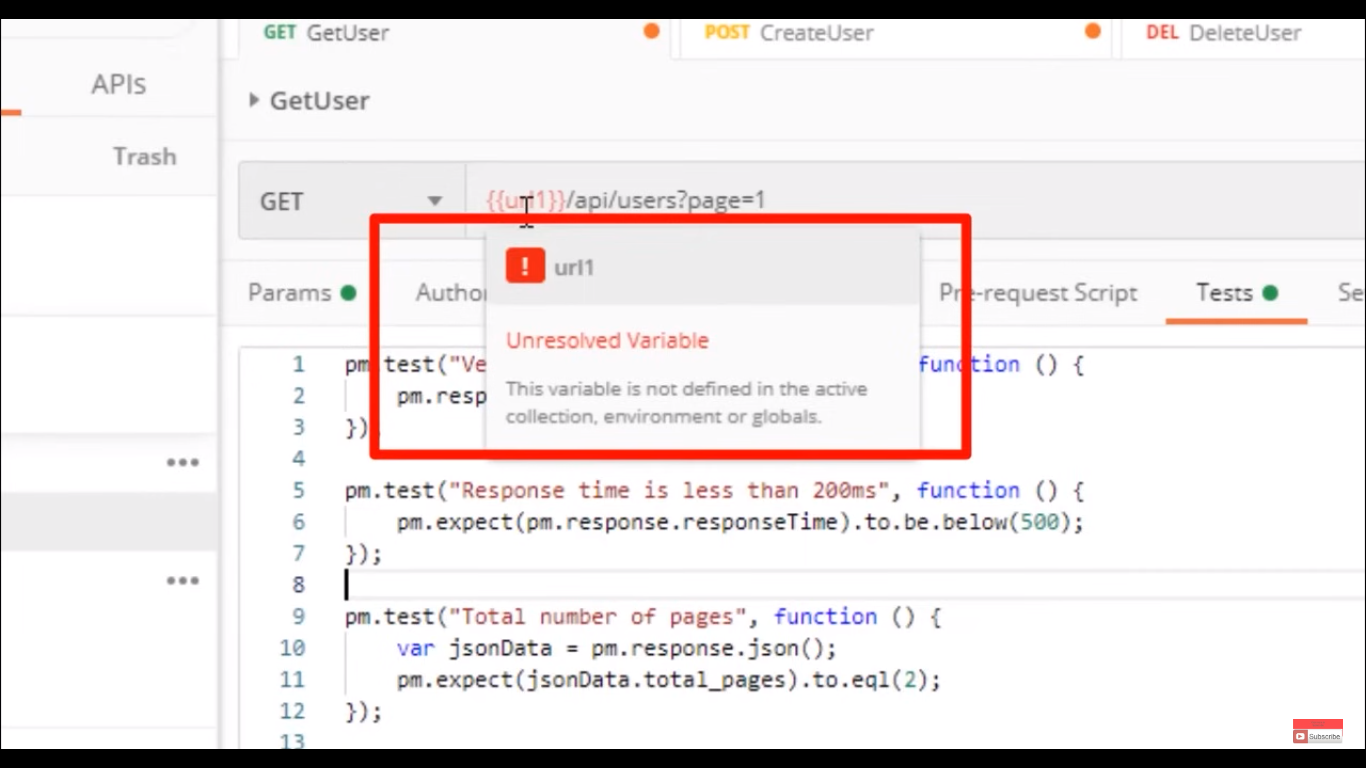 GET GetUser
POST CreateUser
DEL DeleteUser
APIs
GetUser
Trash
GET
{{url1}}/api/users?page=1
! url1
Params
Autho
Pre-request Script
Tests
Se
Unresolved Variable
This variable is not defined in the active
collection, environment or globals.
1 pm.test("Ve function () {
2 pm.resp
3 })
4
5 pm.test("Response time is less than 200ms", function () {
6 pm.expect(pm.response.responseTime).to.be.below(500);
7 });
8
9 pm.test("Total number of pages", function () {
10 var jsonData = pm.response.json();
11 pm.expect(jsonData.total_pages).to.eql(2);
12 });
13
Subscribe